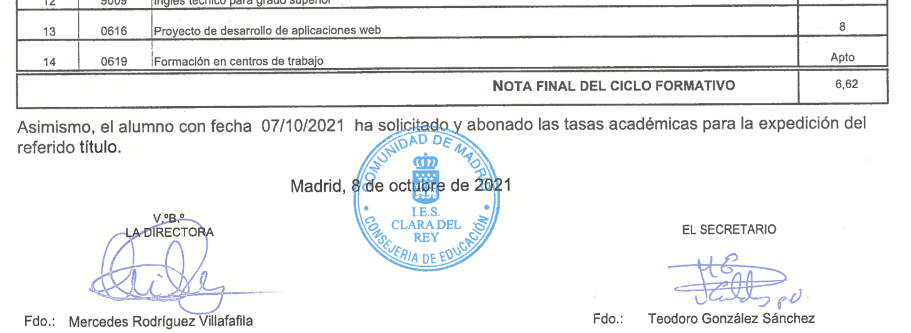 12 9009 Inglés técnico para grado superior
13 0616 Proyecto de desarrollo de aplicaciones web 8
14 0619 Formación en centros de trabajo Apto
NOTA FINAL DEL CICLO FORMATIVO 6,62
Asimismo, el alumno con fecha 07/10/2021 ha solicitado y abonado las tasas académicas para la expedición del
referido título.
COMUNIDAD DE MADRID
Madrid, 8 de octubre de 2021
I.E.S.
CLARA DEL
REY
CONSEJERIA DE EDUCACIÓN
V.ºB.º
LA DIRECTORA
EL SECRETARIO
Fdo.: Mercedes Rodríguez Villafafila
Fdo.: Teodoro González Sánchez